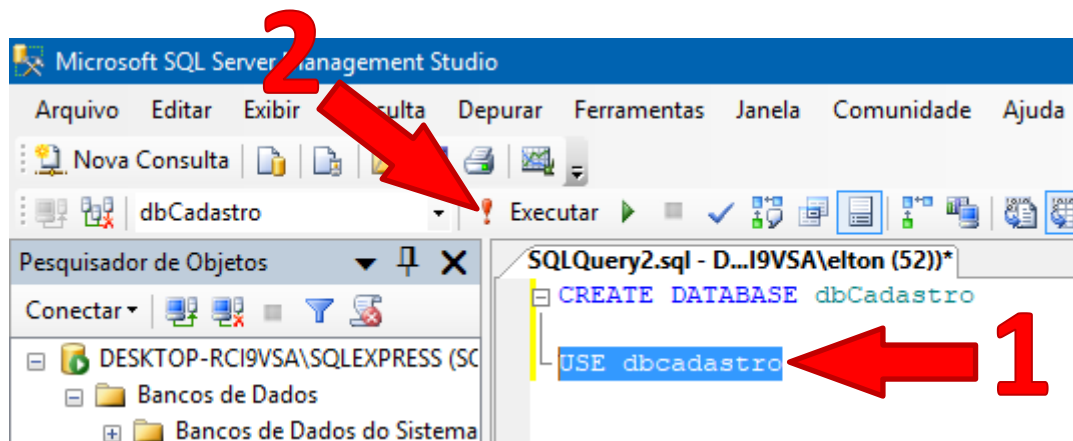 2
Microsoft SQL Server Management Studio
Arquivo Editar Exibir Consulta Depurar Ferramentas Janela Comunidade Ajuda
Nova Consulta
dbCadastro
Executar
Pesquisador de Objetos
SQLQuery2.sql - D...I9VSA\elton (52))*
Conectar
CREATE DATABASE dbCadastro
USE dbcadastro
1
DESKTOP-RCI9VSA\SQLEXPRESS (SC
Bancos de Dados
Bancos de Dados do Sistema